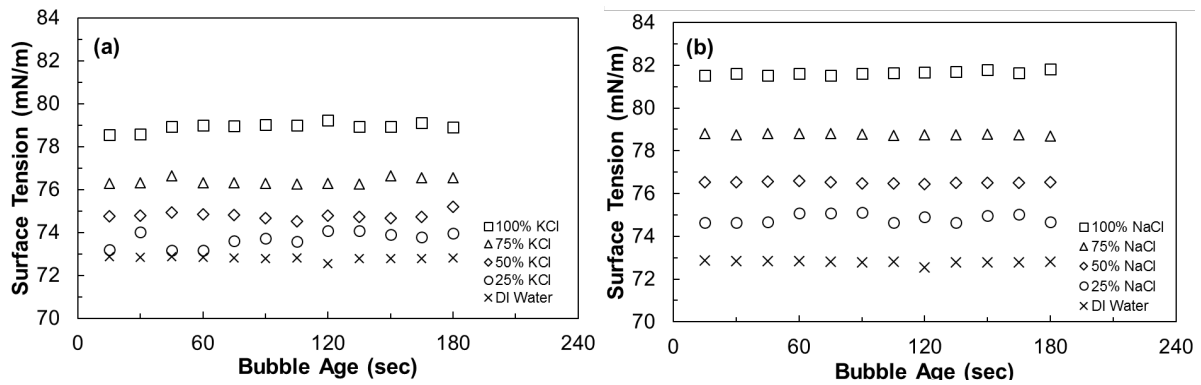 (a)
Surface Tension (mN/m)
84
82
80
78
76
74
72
70
0
60
120
180
240
Bubble Age (sec)
100% KCl
75% KCl
50% KCl
25% KCl
DI Water
(b)
Surface Tension (mN/m)
84
82
80
78
76
74
72
70
0
60
120
180
240
Bubble Age (sec)
100% NaCl
75% NaCl
50% NaCl
25% NaCl
DI Water